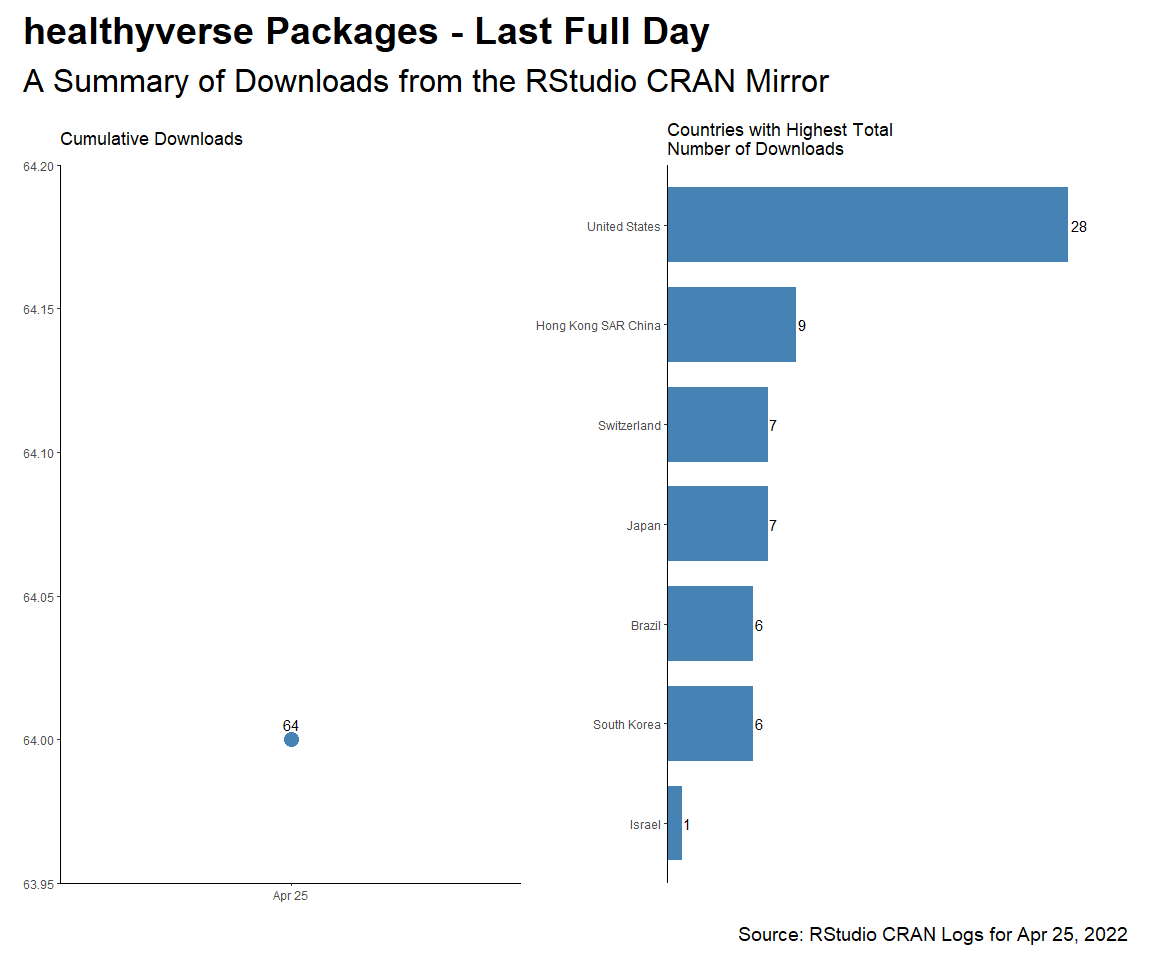 healthyverse Packages - Last Full Day
A Summary of Downloads from the RStudio CRAN Mirror
Cumulative Downloads
64.20
64.15
64.10
64.05
64.00
63.95
64
Apr 25
Countries with Highest Total
Number of Downloads
United States 28
Hong Kong SAR China 9
Switzerland 7
Japan 7
Brazil 6
South Korea 6
Israel 1
Source: RStudio CRAN Logs for Apr 25, 2022